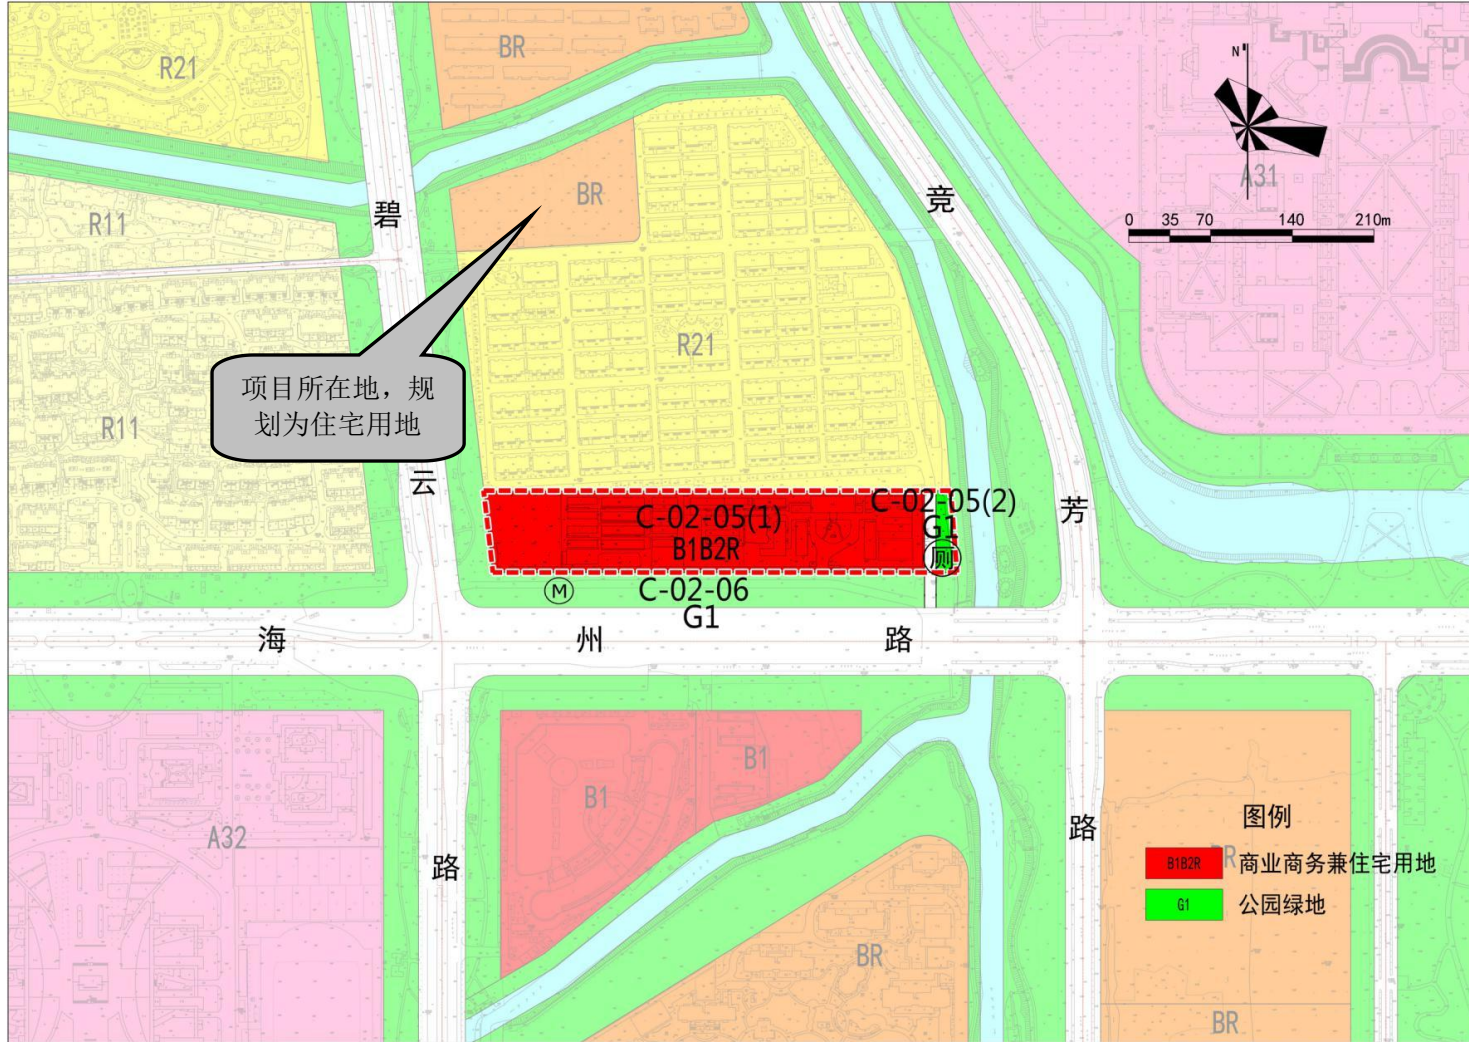 BR
R21
N
A31
0 35 70 140 210m
BR
R11
碧
竞
R21
项目所在地，规
划为住宅用地
R11
云
芳
C-02-05(1)
B1B2R
C-02-05(2)
G1
厕
M
C-02-06
G1
海
州
路
B1
B1
A32
路
路
图例
BR
B1B2R 商业商务兼住宅用地
G1 公园绿地
BR
BR